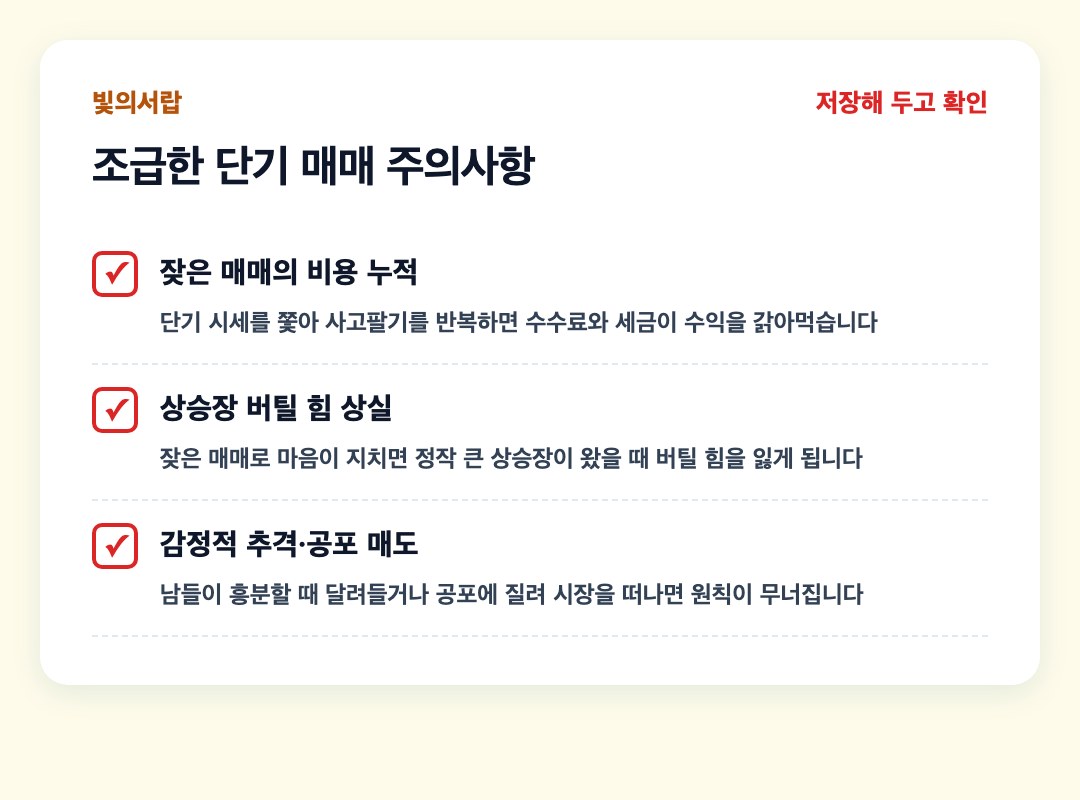 빛의서랍
저장해 두고 확인
조급한 단기 매매 주의사항
잦은 매매의 비용 누적
단기 시세를 쫓아 사고팔기를 반복하면 수수료와 세금이 수익을 갉아먹습니다
상승장 버틸 힘 상실
잦은 매매로 마음이 지치면 정작 큰 상승장이 왔을 때 버틸 힘을 잃게 됩니다
감정적 추격·공포 매도
남들이 흥분할 때 달려들거나 공포에 질려 시장을 떠나면 원칙이 무너집니다